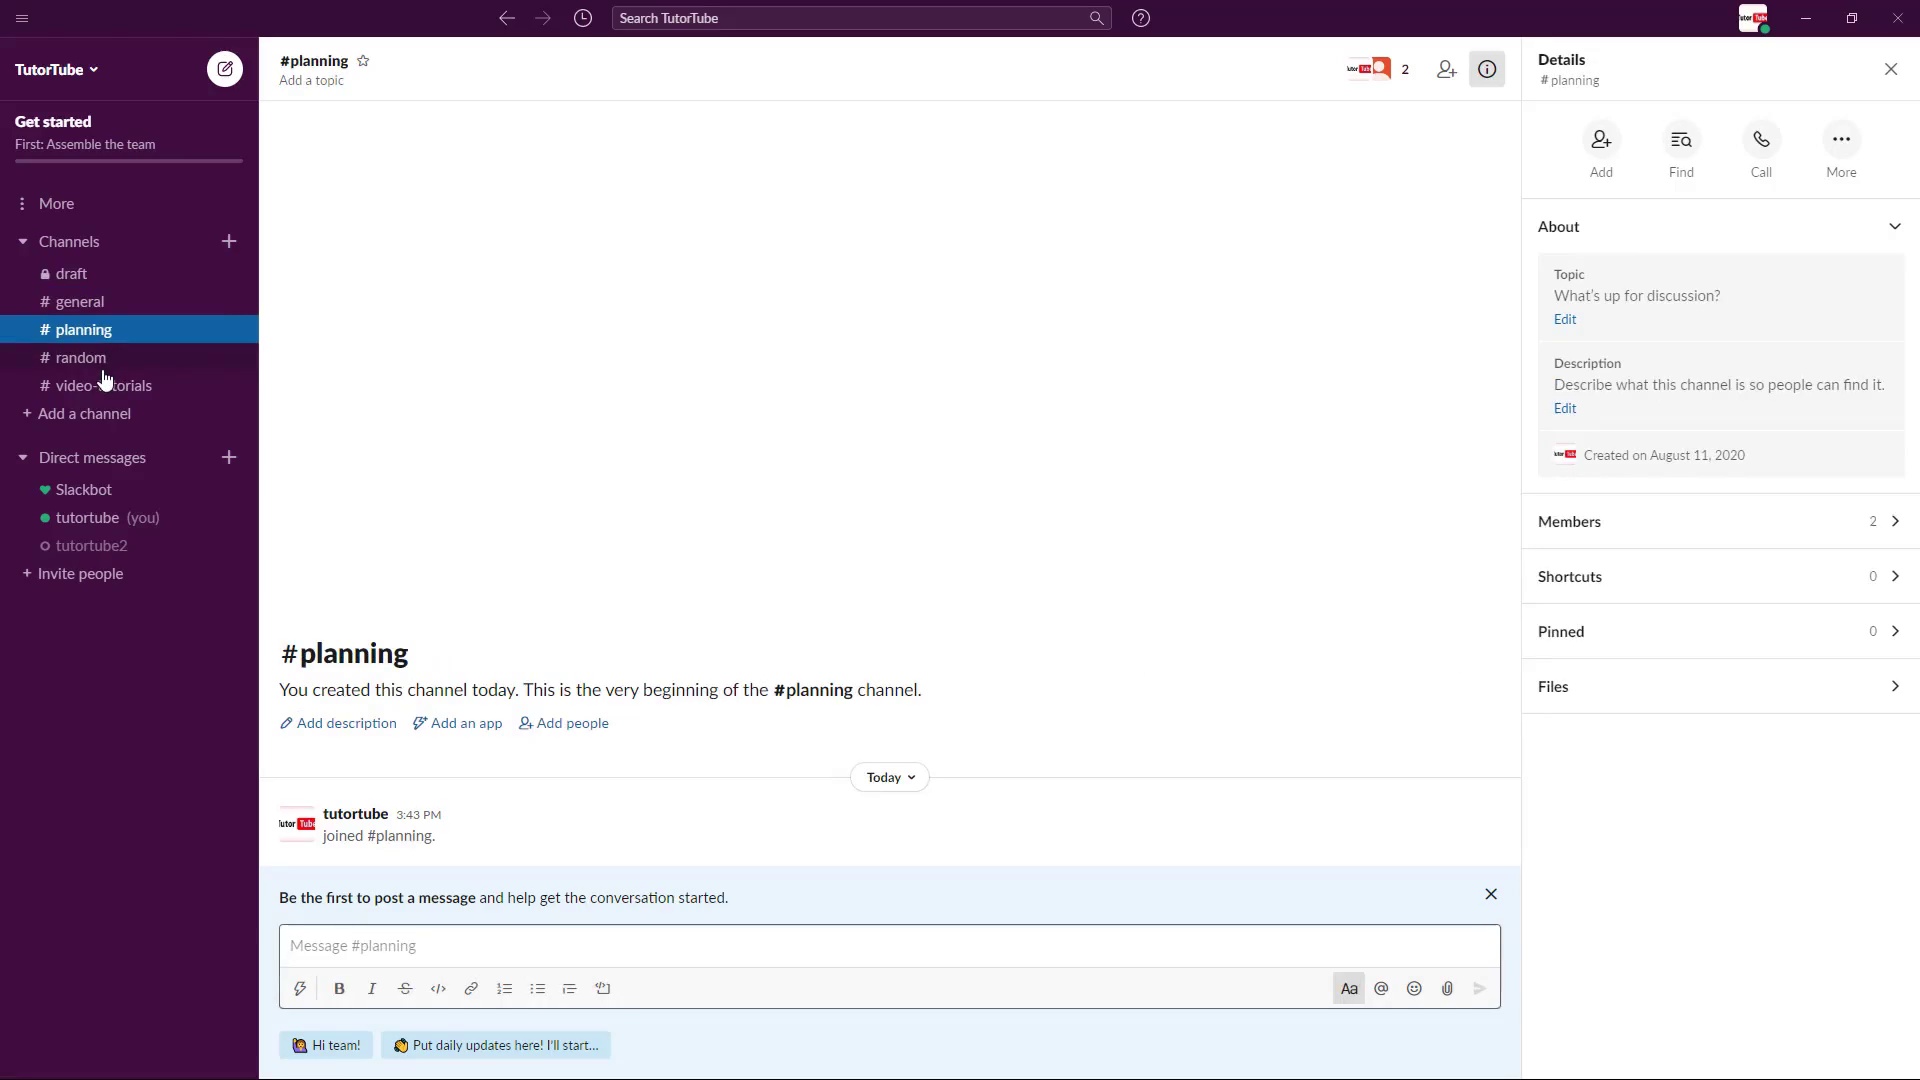 Search TutorTube
TutorTube
Get started
First: Assemble the team
More
Channels
draft
# general
# planning
# random
# video-
torials
+ Add a channel
Direct messages
Slackbot
tutortube (you)
tutortube2
+ Invite people
#planning
Add a topic
2
#planning
You created this channel today. This is the very beginning of the #planning channel.
Add description Add an app Add people
Today
tutortube 3:43 PM
joined #planning.
Be the first to post a message and help get the conversation started.
Message #planning
B I S </> Aa @
Hi team! Put daily updates here! I'll start...
Details
# planning
Add Find Call More
About
Topic
What's up for discussion?
Edit
Description
Describe what this channel is so people can find it.
Edit
Created on August 11, 2020
Members 2
Shortcuts 0
Pinned 0
Files